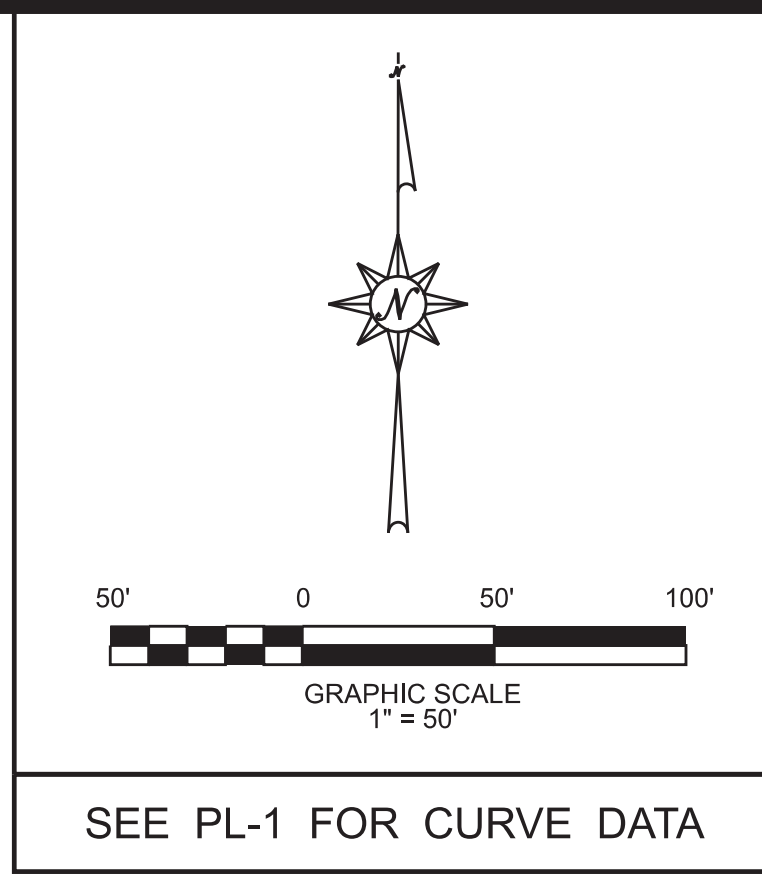 N
N
50' 0 50' 100'
GRAPHIC SCALE
1" = 50'
SEE PL-1 FOR CURVE DATA